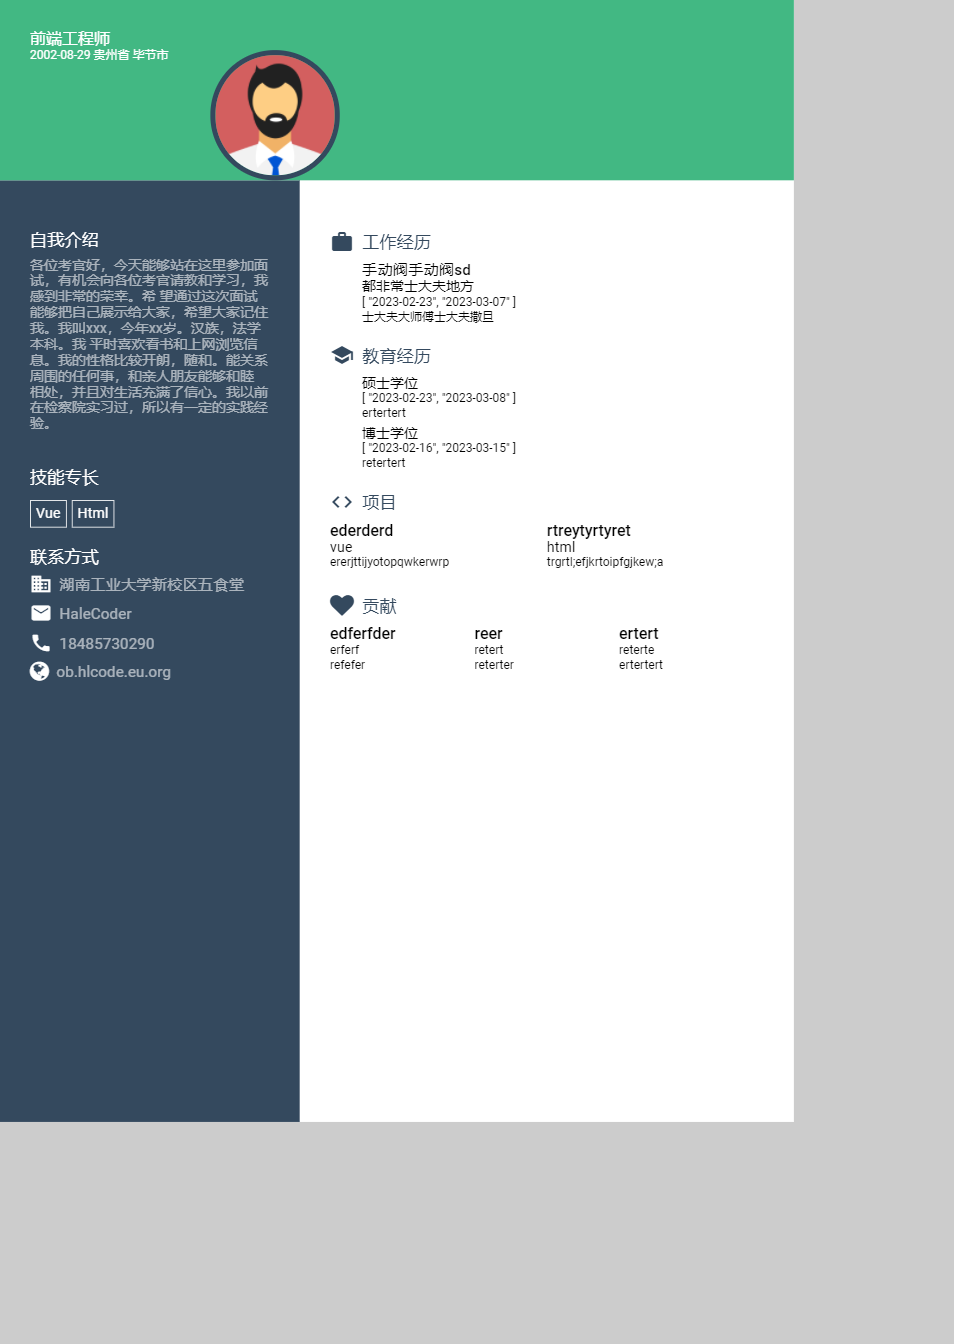 前端工程师
2002-08-29 贵州省 毕节市
自我介绍
各位考官好，今天能够站在这里参加面
试，有机会向各位考官请教和学习，我
感到非常的荣幸。希 望通过这次面试
能够把自己展示给大家，希望大家记住
我。我叫xxx，今年xx岁。汉族，法学
本科。我 平时喜欢看书和上网浏览信
息。我的性格比较开朗，随和。能关系
周围的任何事，和亲人朋友能够和睦
相处，并且对生活充满了信心。我以前
在检察院实习过，所以有一定的实践经
验。
技能专长
Vue Html
联系方式
湖南工业大学新校区五食堂
HaleCoder
18485730290
ob.hlcode.eu.org
工作经历
手动阀手动阀sd
都非常士大夫地方
[ "2023-02-23", "2023-03-07" ]
士大夫大师傅士大夫撒旦
教育经历
硕士学位
[ "2023-02-23", "2023-03-08" ]
ertertert
博士学位
[ "2023-02-16", "2023-03-15" ]
retertert
项目
ederderd
vue
ererjttijyotopqwkerwrp
rtreytyrtyret
html
trgrtl;efjkrtoipfgjkew;a
贡献
edferfder
erferf
refefer
reer
retert
reterter
ertert
reterte
ertertert